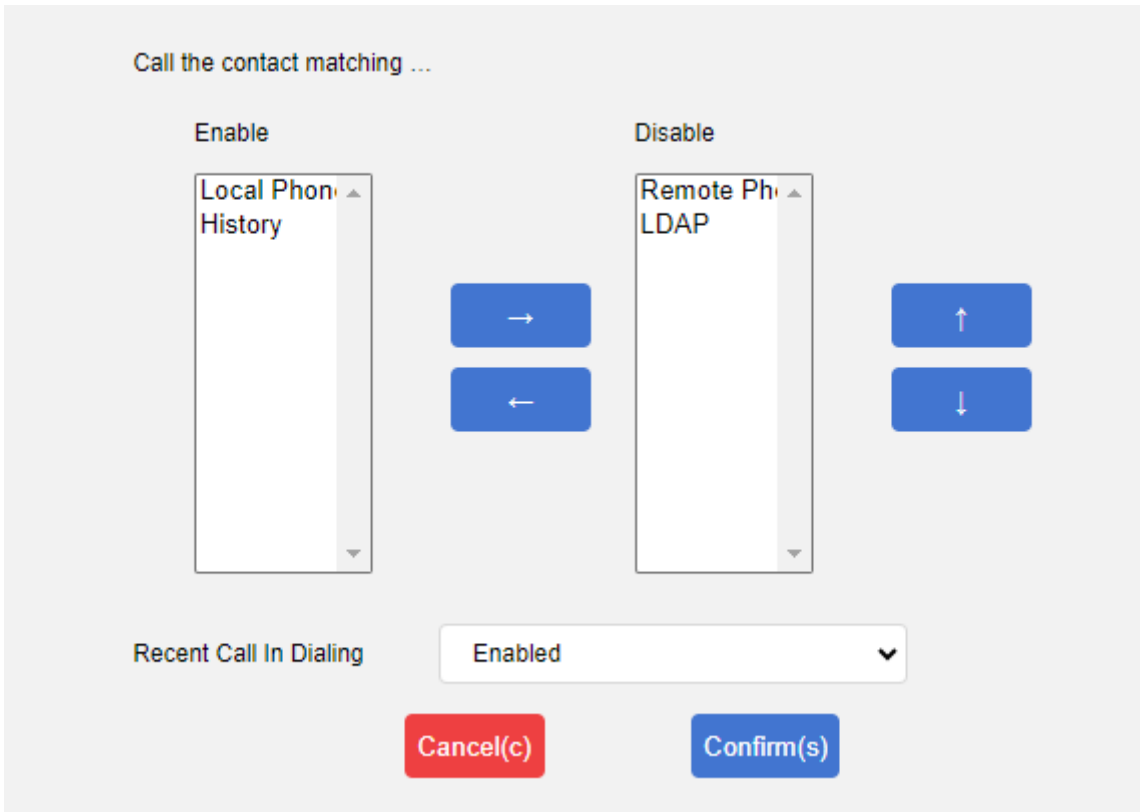 Call the contact matching ...
Enable
Disable
Local Phon
History
Remote Ph
LDAP
→
←
↑
↓
Recent Call In Dialing
Enabled
Cancel(c)
Confirm(s)